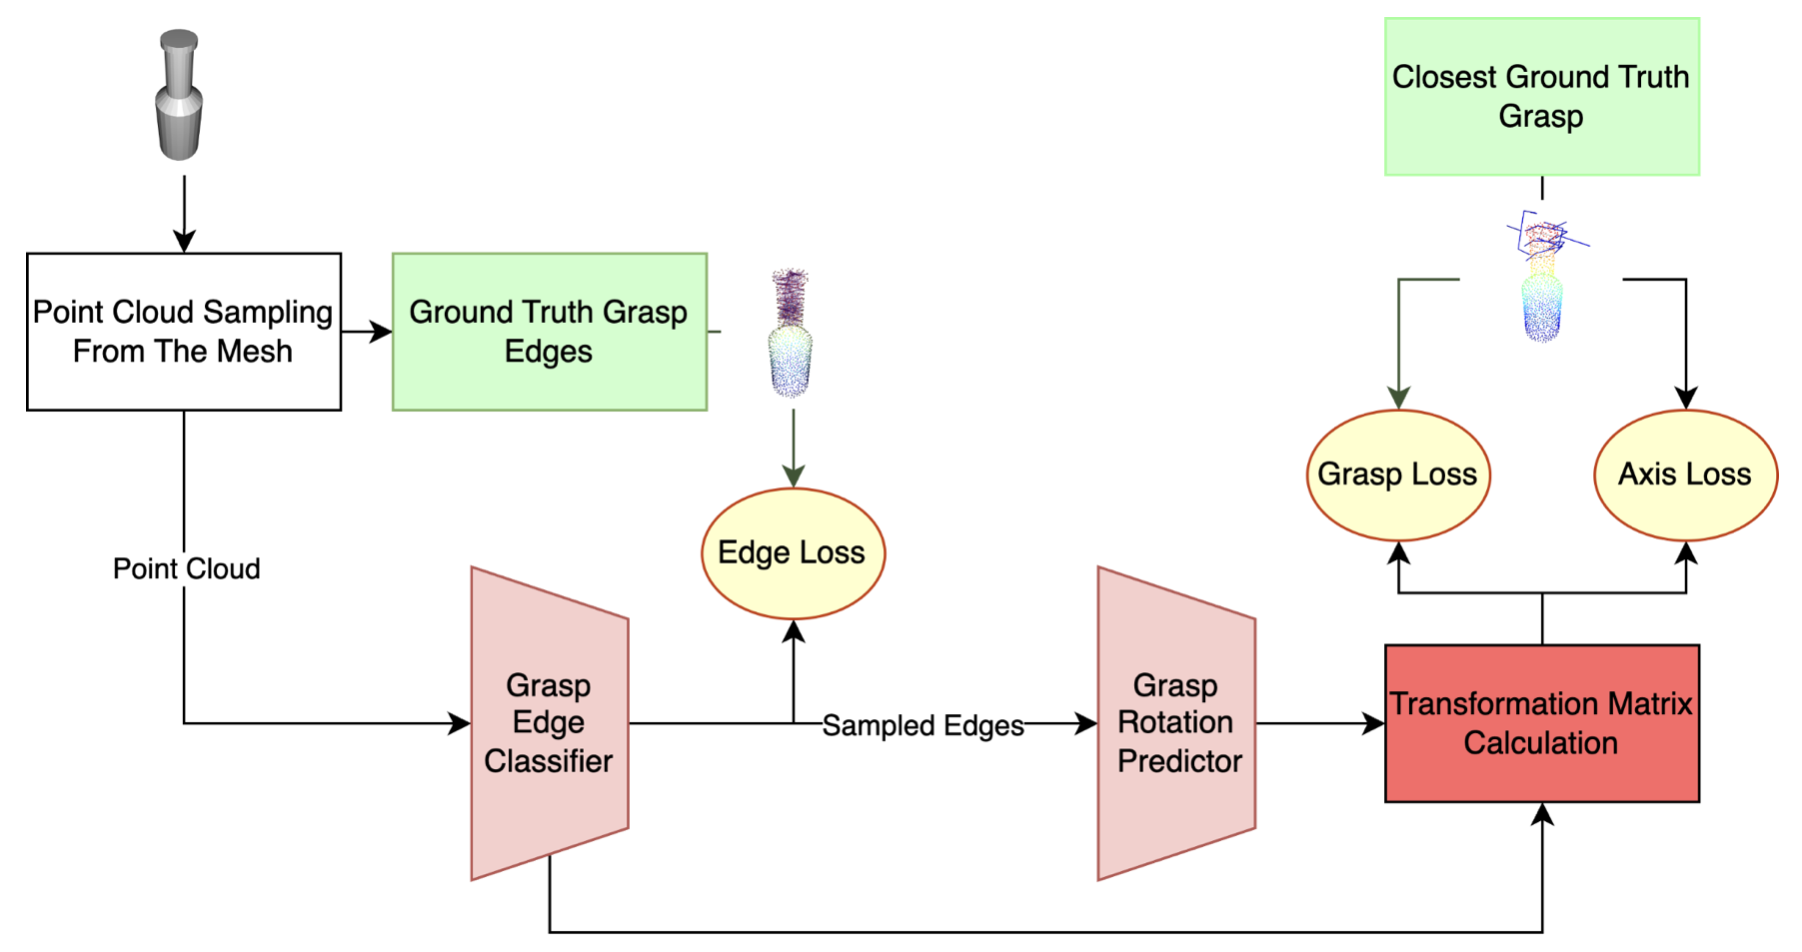 Closest Ground Truth
Grasp
Point Cloud Sampling
From The Mesh
Ground Truth Grasp
Edges
Grasp Loss
Axis Loss
Edge Loss
Point Cloud
Grasp
Edge
Classifier
Sampled Edges
Grasp
Rotation
Predictor
Transformation Matrix
Calculation